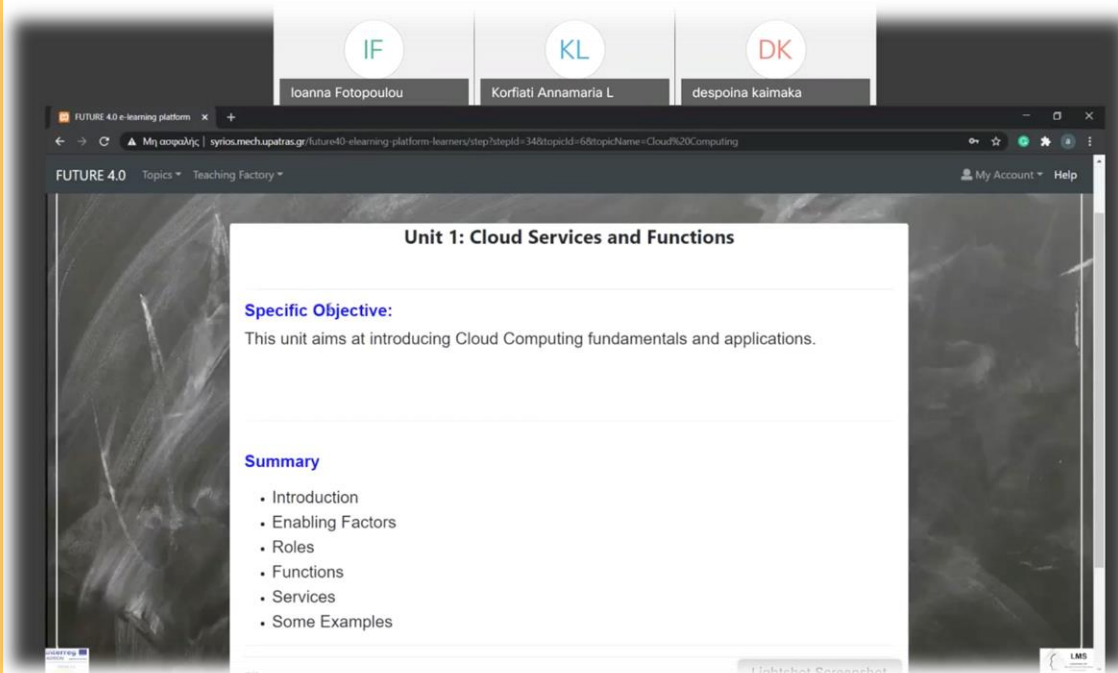 IF
KL
DK
Ioanna Fotopoulou
Korfiati Annamaria L
despoina kaimaka
FUTURE 4.0 e-learning platform
Μη ασφαλής | syrios.mech.upatras.gr/future40-elearning-platform-learners/step?stepId=34&topicId=6&topicName=Cloud%20Computing
FUTURE 4.0 Topics Teaching Factory My Account Help
Unit 1: Cloud Services and Functions
Specific Objective:
This unit aims at introducing Cloud Computing fundamentals and applications.
Summary
• Introduction
• Enabling Factors
• Roles
• Functions
• Services
• Some Examples
Lightshot Screenshot
LMS